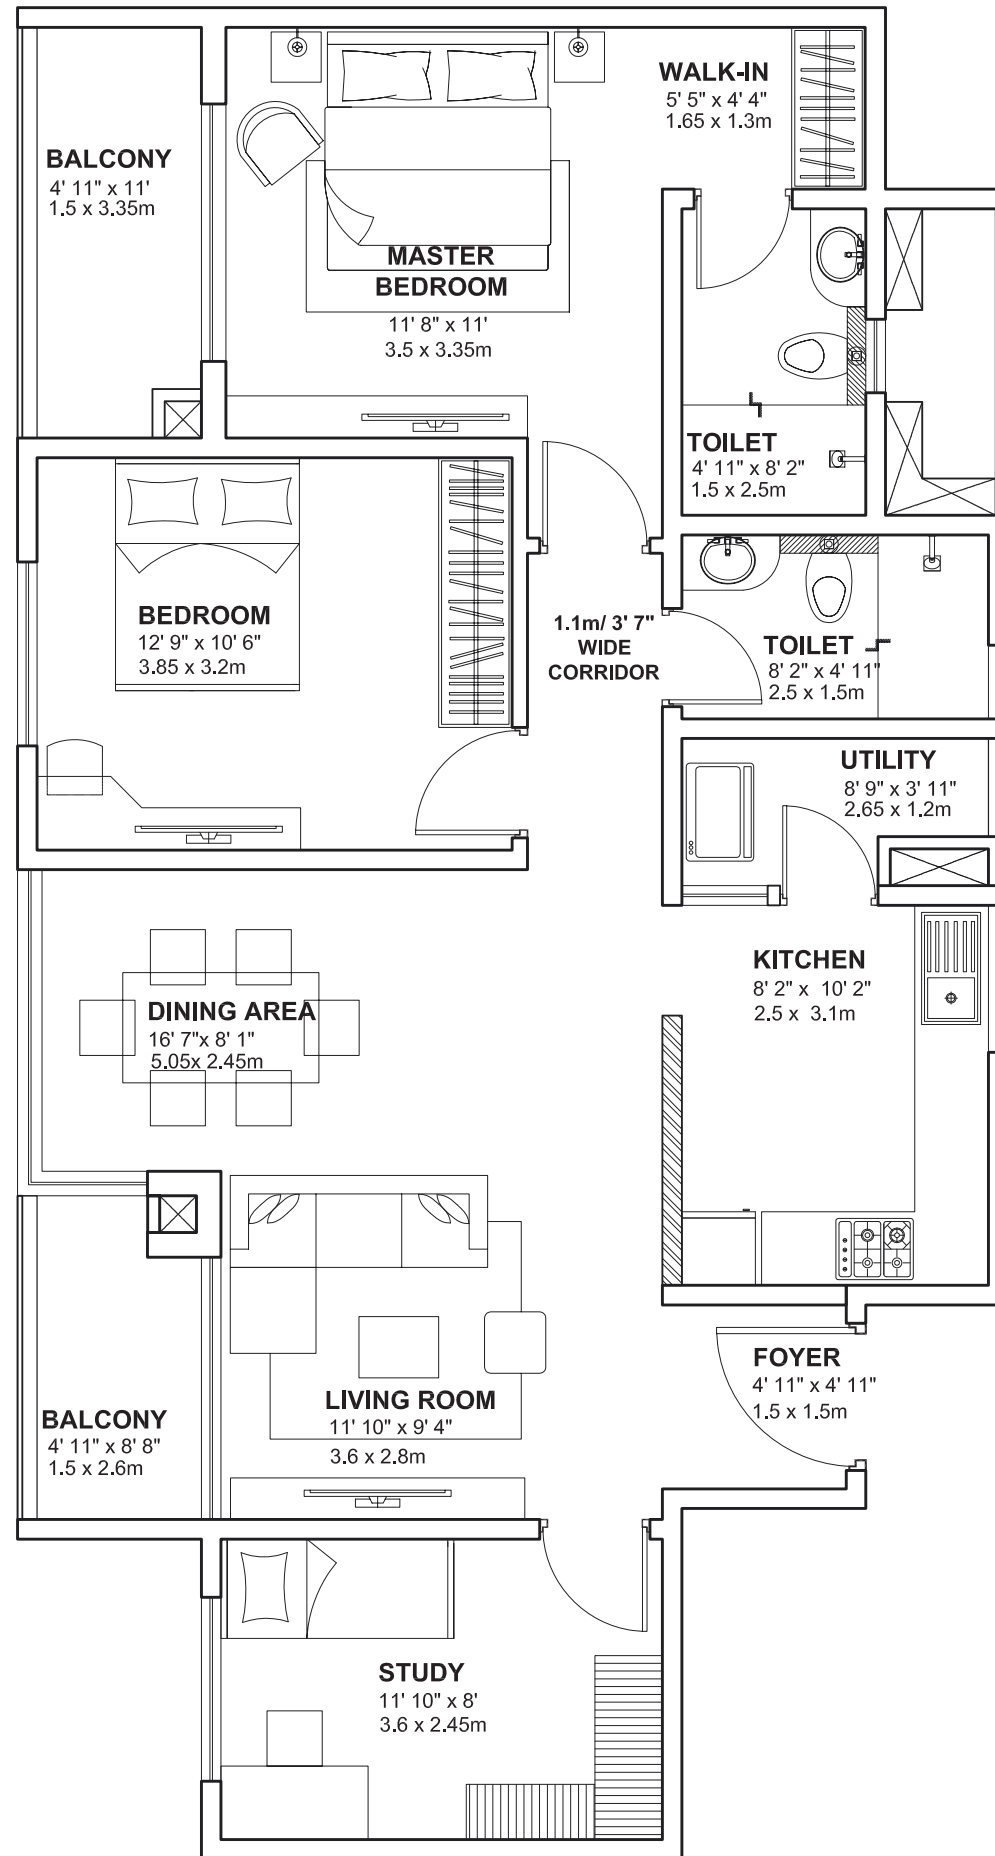 WALK-IN
5' 5" x 4' 4"
1.65 x 1.3m
BALCONY
4' 11" x 11'
1.5 x 3.35m
MASTER
BEDROOM
11' 8" x 11'
3.5 x 3.35m
TOILET
4' 11" x 8' 2"
1.5 x 2.5m
BEDROOM
12' 9" x 10' 6"
3.85 x 3.2m
1.1m/ 3' 7"
WIDE
CORRIDOR
TOILET
8' 2" x 4' 11"
2.5 x 1.5m
UTILITY
8' 9" x 3' 11"
2.65 x 1.2m
KITCHEN
8' 2" x  10' 2"
2.5 x  3.1m
DINING AREA
16' 7"x 8' 1"
5.05x 2.45m
FOYER
4' 11" x 4' 11"
1.5 x 1.5m
LIVING ROOM
11' 10" x 9' 4"
3.6 x 2.8m
BALCONY
4' 11" x 8' 8"
1.5 x 2.6m
STUDY
11' 10" x 8'
3.6 x 2.45m